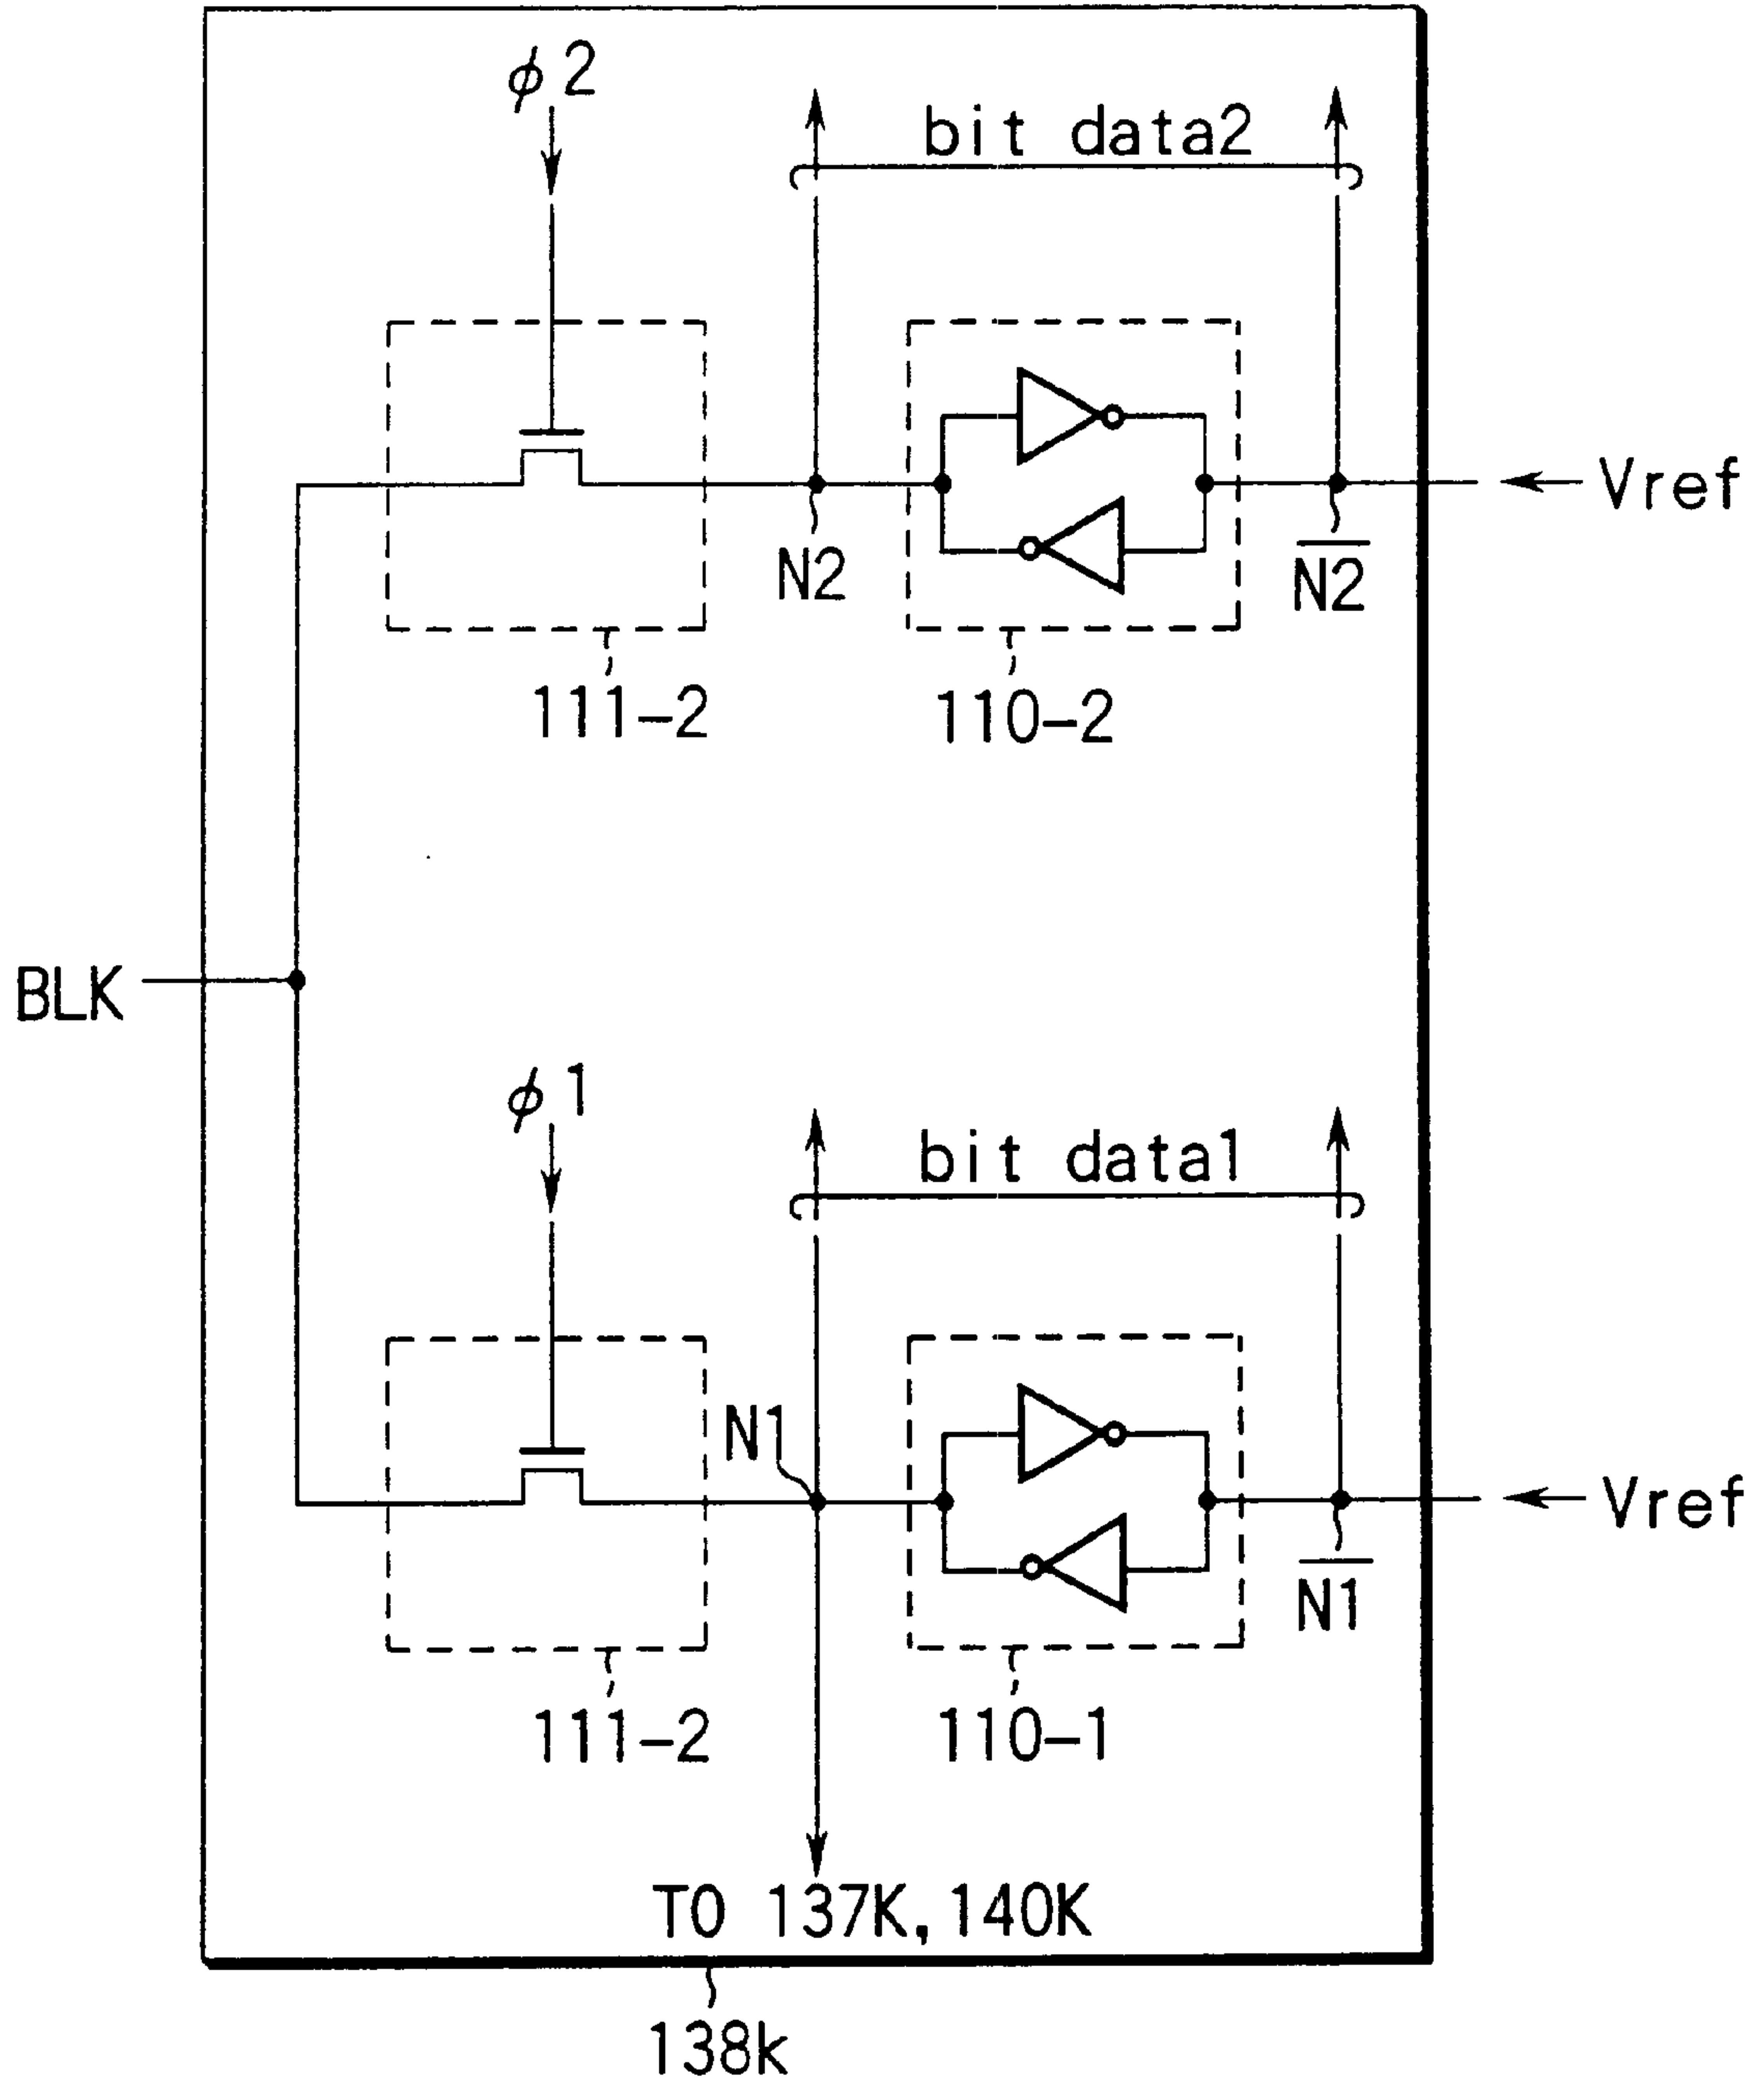 φ2
bit data2
Vref
N2
N2
111-2
110-2
BLK
φ1
bit data1
N1
Vref
N1
111-2
110-1
TO 137K, 140K
138k